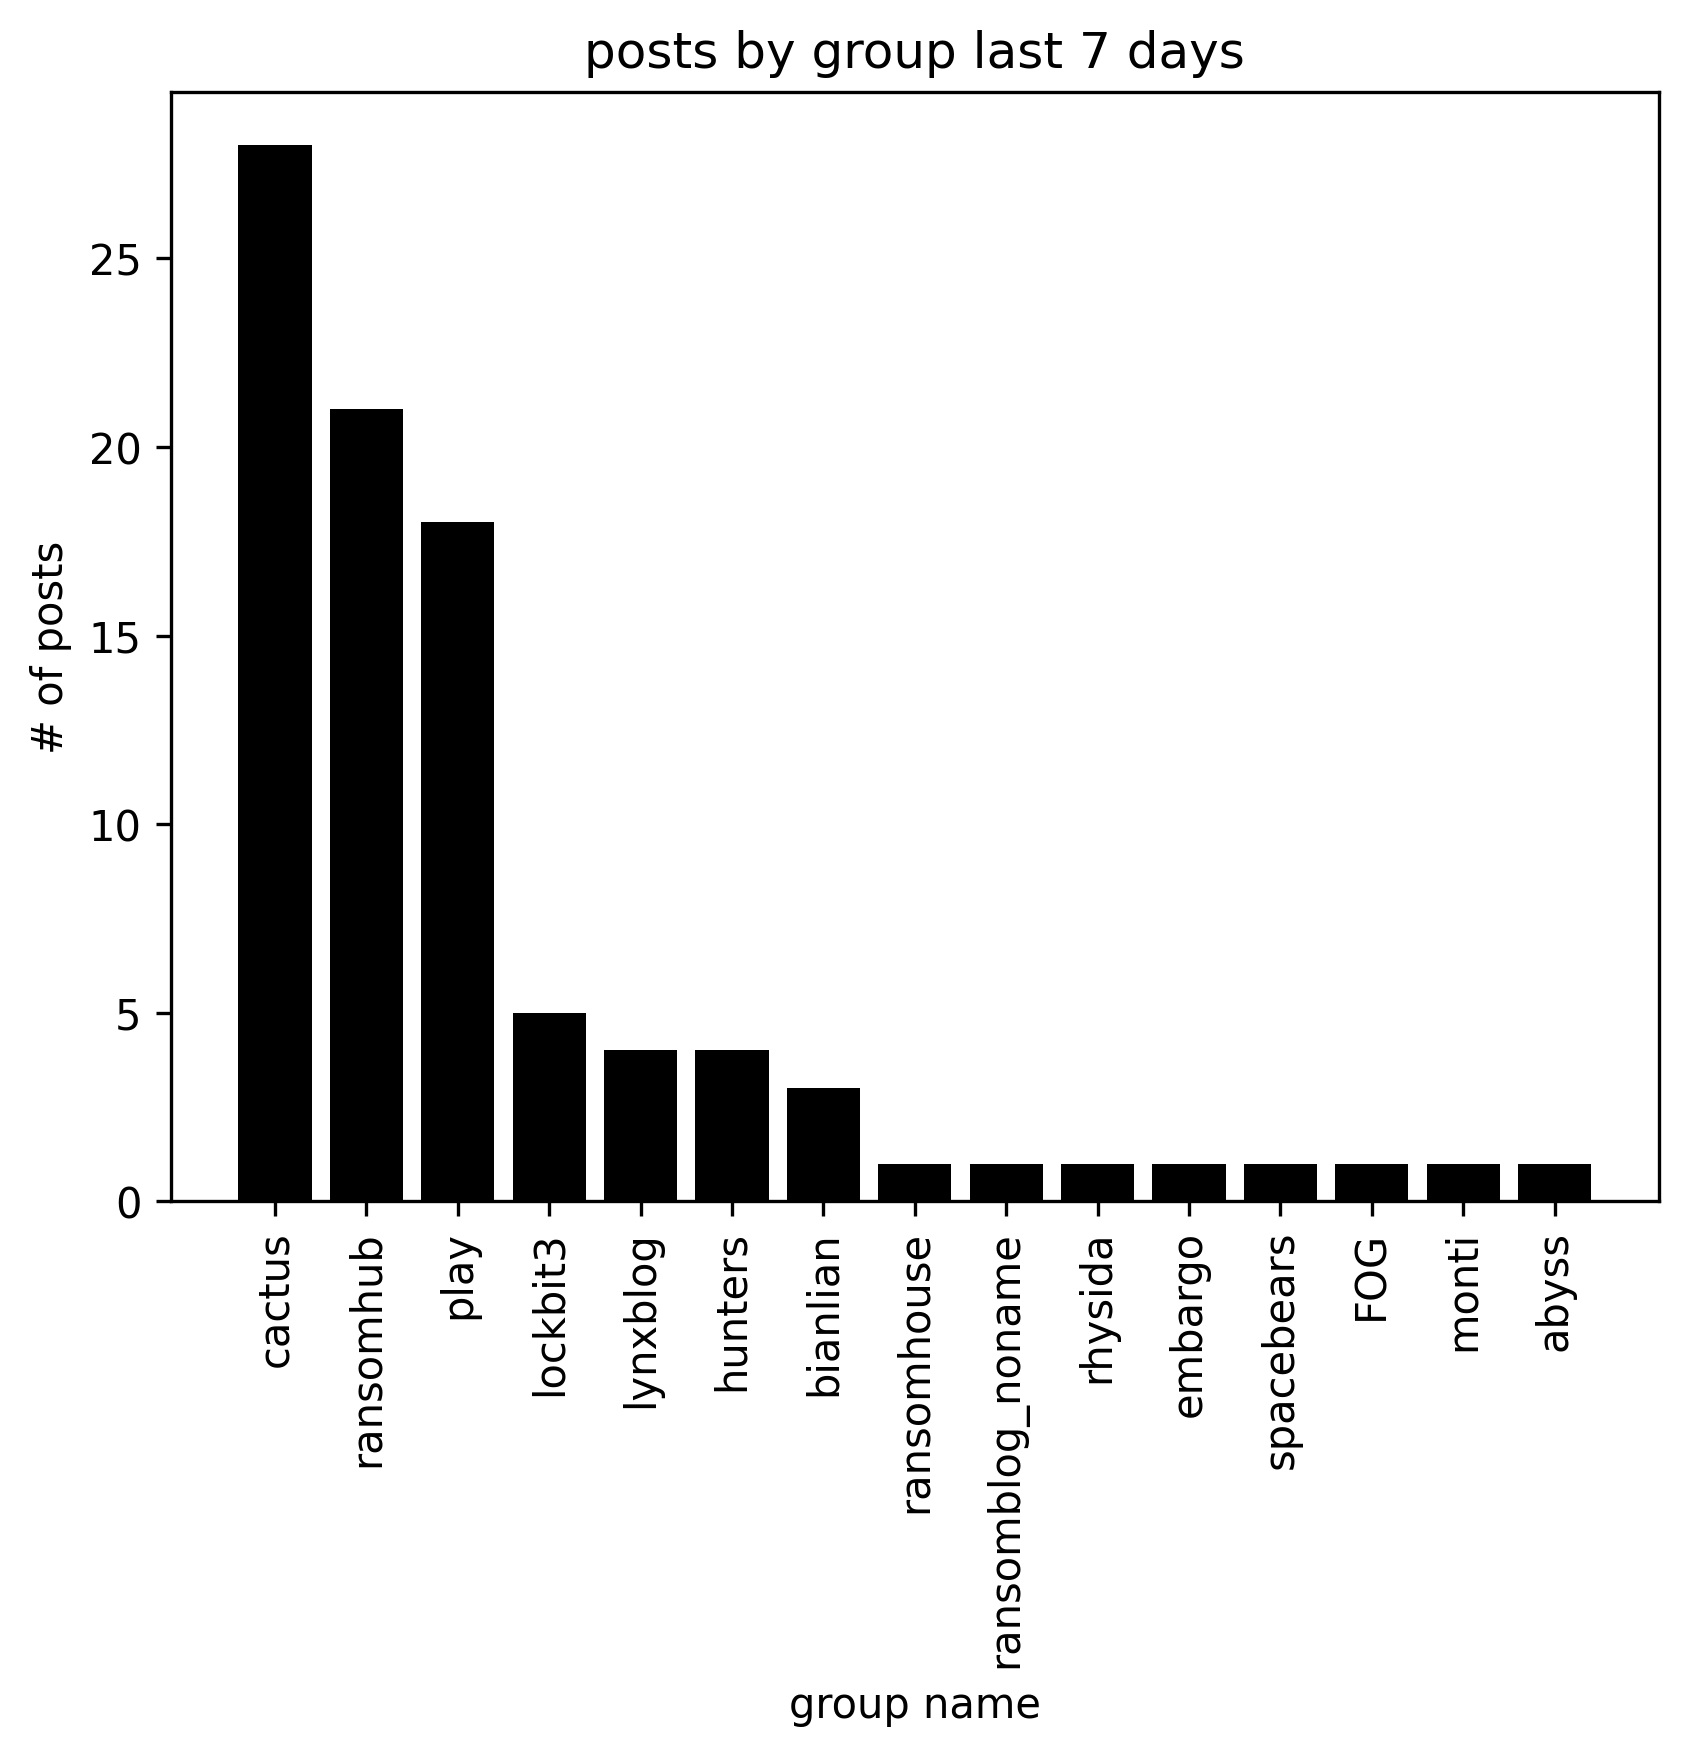 posts by group last 7 days
# of posts
25
20
15
10
5
0
cactus
ransomhub
play
lockbit3
lynxblog
hunters
bianlian
ransomhouse
ransomblog_noname
rhysida
embargo
spacebears
FOG
monti
abyss
group name